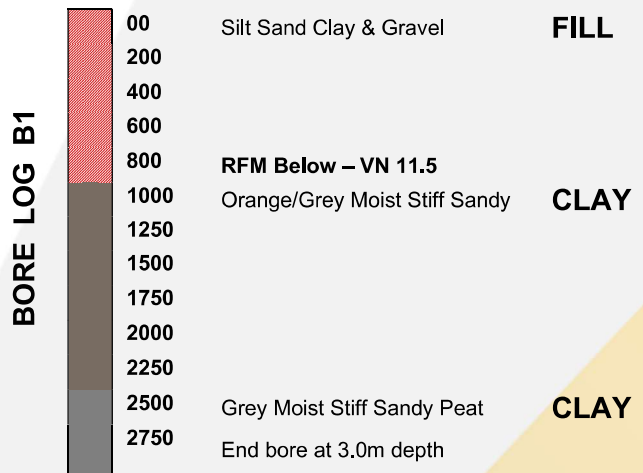 BORE LOG B1
00 Silt Sand Clay & Gravel FILL
200
400
600
800 RFM Below – VN 11.5
1000 Orange/Grey Moist Stiff Sandy CLAY
1250
1500
1750
2000
2250
2500 Grey Moist Stiff Sandy Peat CLAY
2750 End bore at 3.0m depth